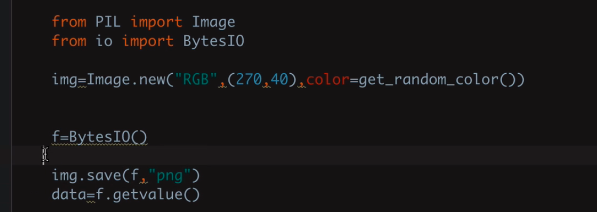 from PIL import Image
from io import BytesIO
img=Image.new("RGB",(270,40),color=get_random_color())
f=BytesIO()
img.save(f,"png")
data=f.getvalue()